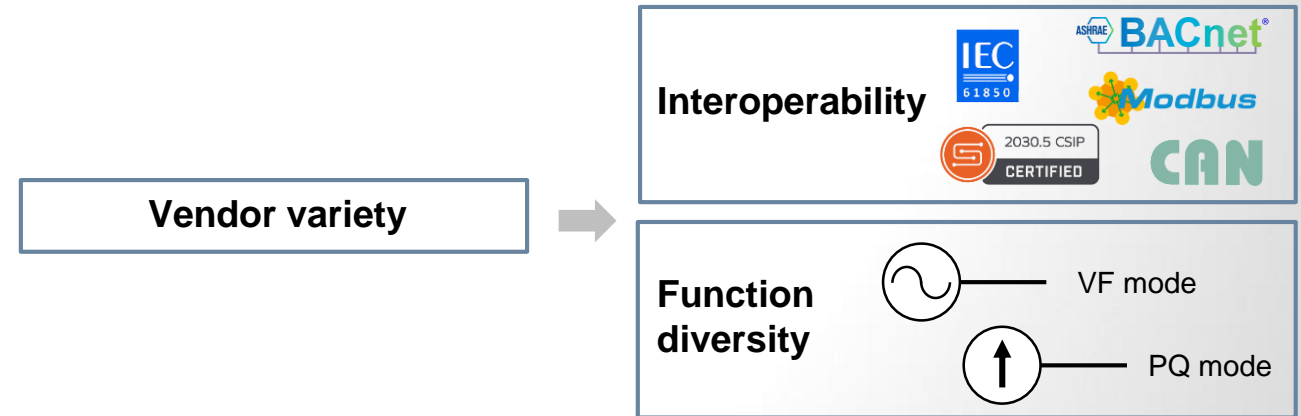 Vendor variety
Interoperability
IEC
61850
ASHRAE BACnet®
Modbus
2030.5 CSIP
CERTIFIED
CAN
Function
diversity
VF mode
PQ mode